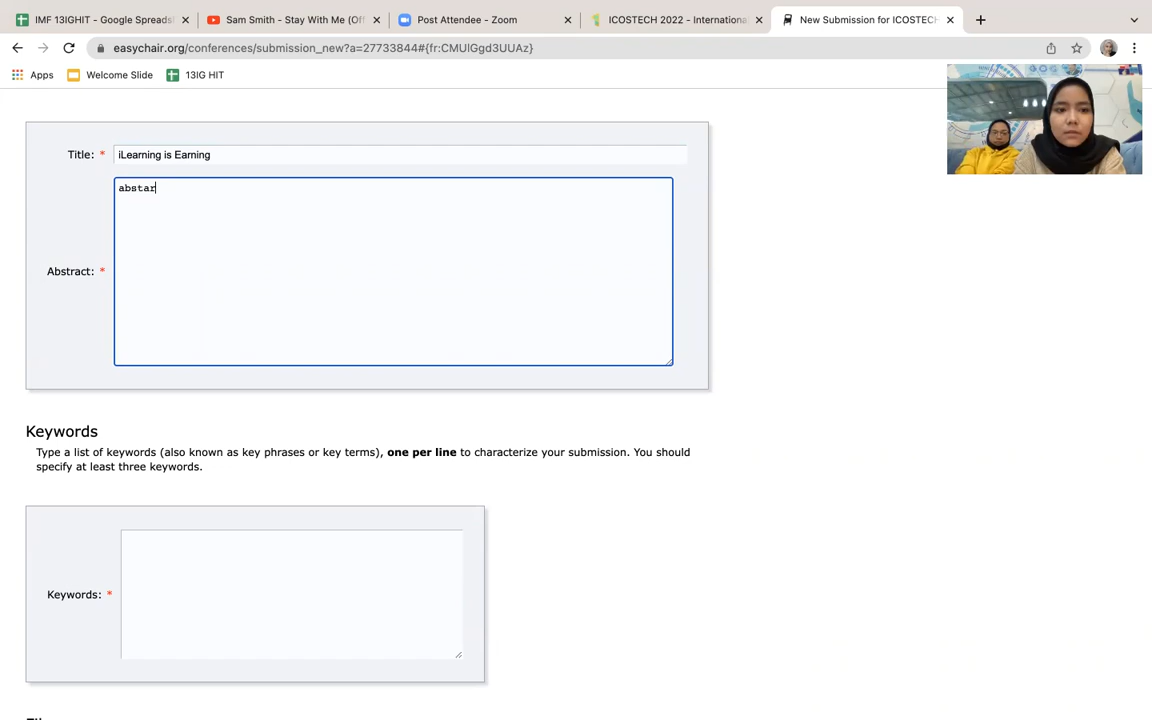 IMF 13IGHIT - Google Spreads
Sam Smith - Stay With Me (Of
Post Attendee - Zoom
ICOSTECH 2022 - Internationa
New Submission for ICOSTECH
easychair.org/conferences/submission_new?a=27733844#{fr:CMUlGgd3UUAz}
Apps
Welcome Slide
13IG HIT
Title: *
iLearning is Earning
abstar
Abstract: *
Keywords
Type a list of keywords (also known as key phrases or key terms), one per line to characterize your submission. You should
specify at least three keywords.
Keywords: *